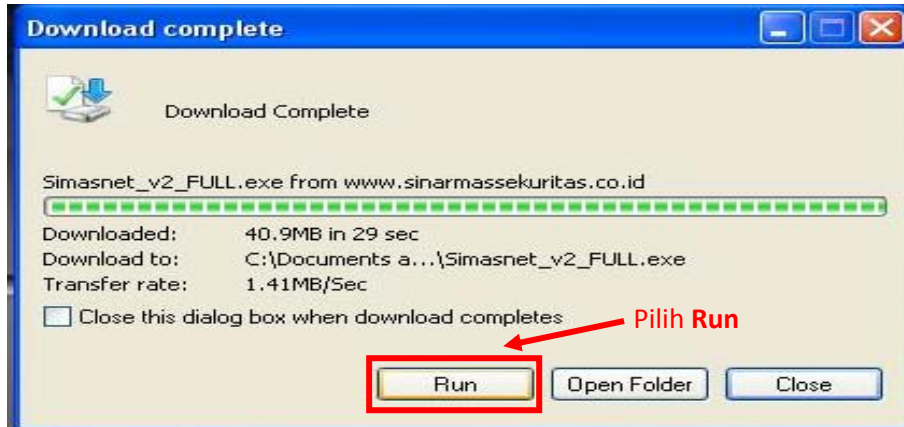 Download complete
Download Complete
Simasnet_v2_FULL.exe from www.sinarmassekuritas.co.id
Downloaded: 40.9MB in 29 sec
Download to: C:\Documents a...\Simasnet_v2_FULL.exe
Transfer rate: 1.41MB/Sec
Close this dialog box when download completes
Pilih Run
Run Open Folder Close